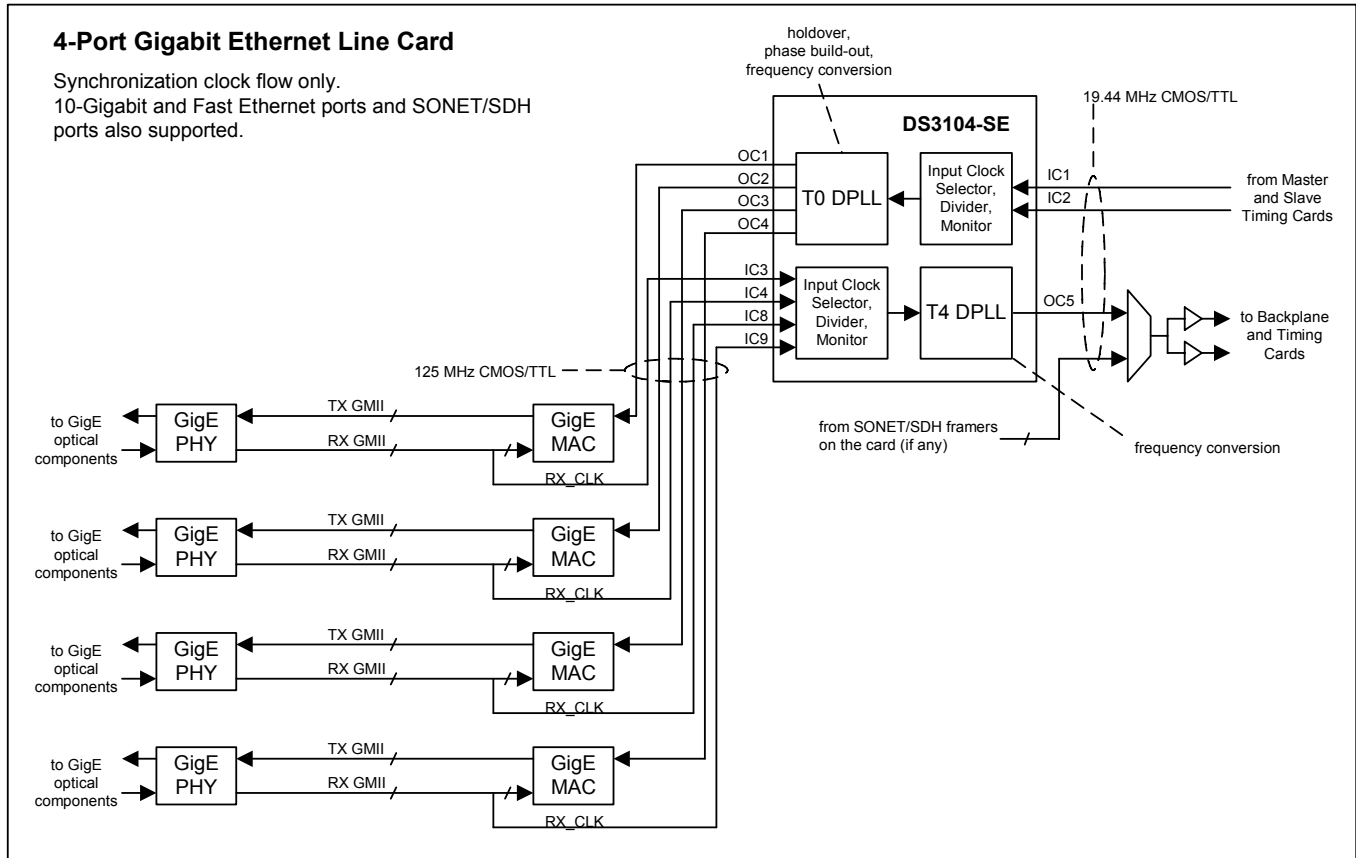 4-Port Gigabit Ethernet Line Card
Synchronization clock flow only.
10-Gigabit and Fast Ethernet ports and SONET/SDH
ports also supported.
holdover,
phase build-out,
frequency conversion
19.44 MHz CMOS/TTL
DS3104-SE
OC1
OC2
OC3
OC4
T0 DPLL
Input Clock
Selector,
Divider,
Monitor
IC1
IC2
from Master
and Slave
Timing Cards
IC3
IC4
IC8
IC9
Input Clock
Selector,
Divider,
Monitor
T4 DPLL
OC5
to Backplane
and Timing
Cards
125 MHz CMOS/TTL
from SONET/SDH framers
on the card (if any)
frequency conversion
to GigE
optical
components
GigE
PHY
TX GMII
RX GMII
GigE
MAC
RX_CLK
to GigE
optical
components
GigE
PHY
TX GMII
RX GMII
GigE
MAC
RX_CLK
to GigE
optical
components
GigE
PHY
TX GMII
RX GMII
GigE
MAC
RX_CLK
to GigE
optical
components
GigE
PHY
TX GMII
RX GMII
GigE
MAC
RX_CLK